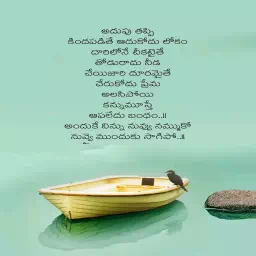 అదుపు తప్పి
కిందపడితే ఆదుకోదు లోకం
దారిలోనే చీకటైతే
తోడురాదు నీడ
చేయిజారి దూరమైతే
చేరుకోదు ప్రేమ
అలసిపోయి
కన్నుమూస్తే
ఆపలేదు బంధం..!!
అందుకే నిన్ను నువ్వు నమ్ముకో
నువ్వై ముందుకు సాగిపో..!!